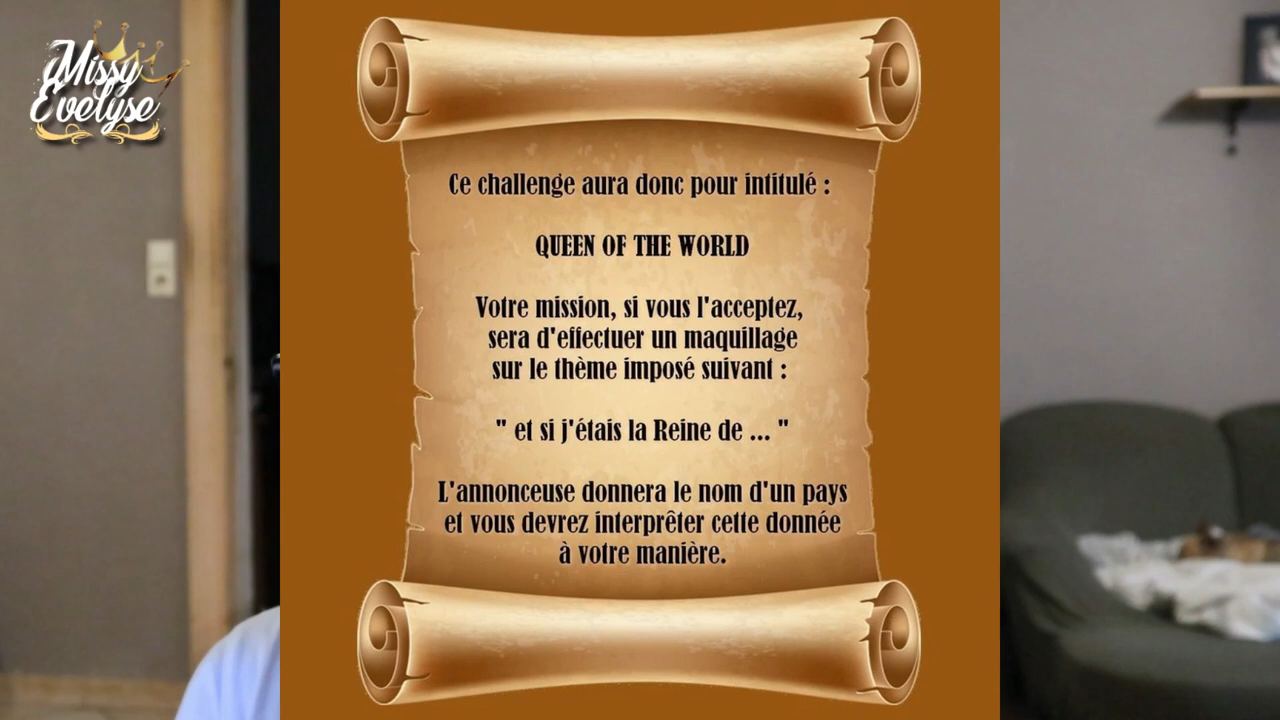 Missy
Evelyse
Ce challenge aura donc pour intitulé :
QUEEN OF THE WORLD
Votre mission, si vous l'acceptez,
sera d'effectuer un maquillage
sur le thème imposé suivant :
" et si j'étais la Reine de ... "
L'annonceuse donnera le nom d'un pays
et vous devrez interprêter cette donnée
à votre manière.